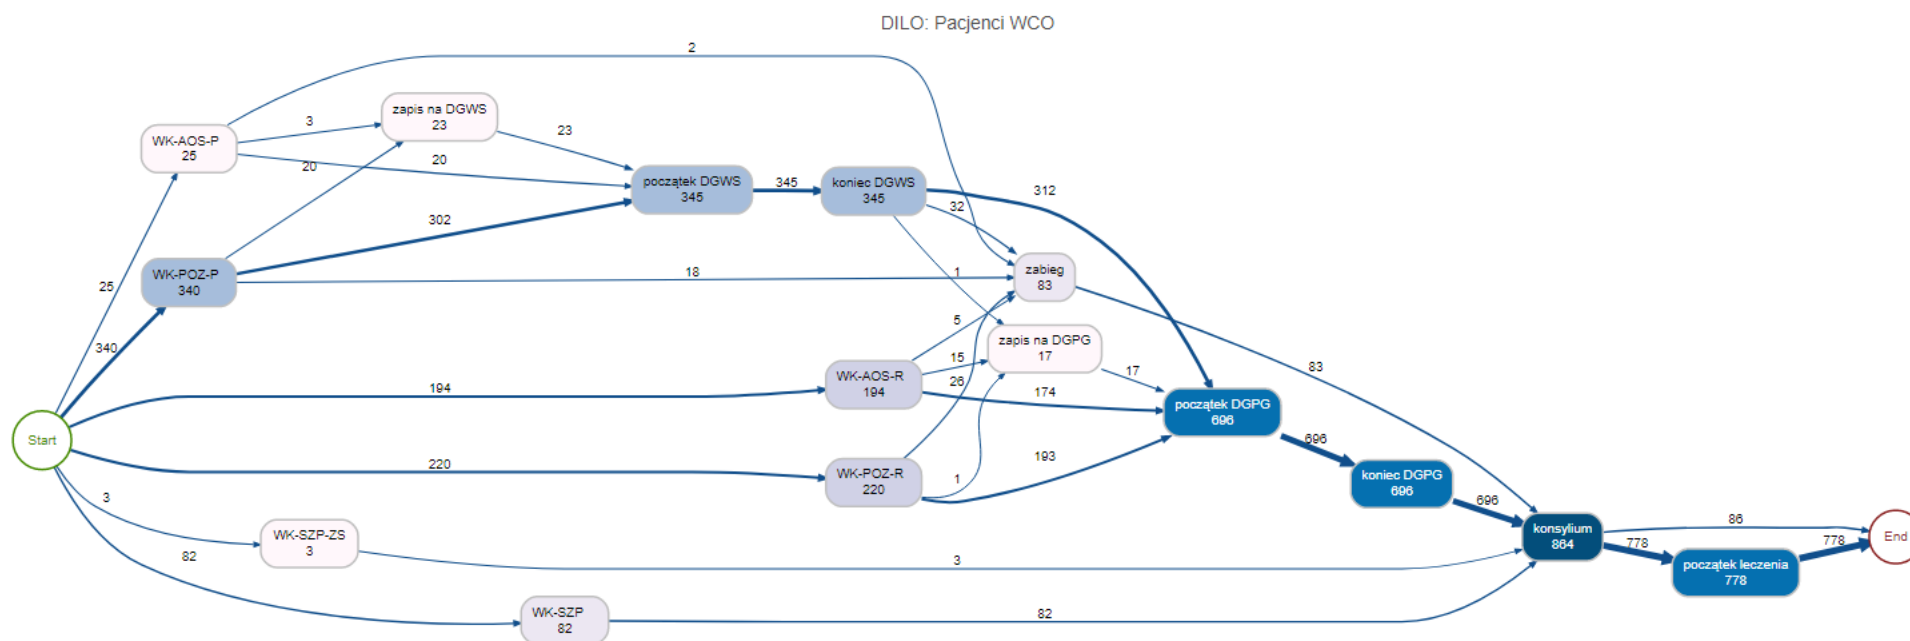 DILO: Pacjenci WCO
2
zapis na DGWS
23
3
23
WK-AOS-P
25
20
20
początek DGWS
345
345
koniec DGWS
345
312
32
302
WK-POZ-P
340
18
1
zabieg
83
25
5
zapis na DGPG
17
340
15
17
83
WK-AOS-R
194
26
174
194
początek DGPG
696
Start
696
193
220
WK-POZ-R
220
1
koniec DGPG
696
696
3
82
WK-SZP-ZS
3
3
konsylium
864
86
778
778
End
początek leczenia
778
WK-SZP
82
82